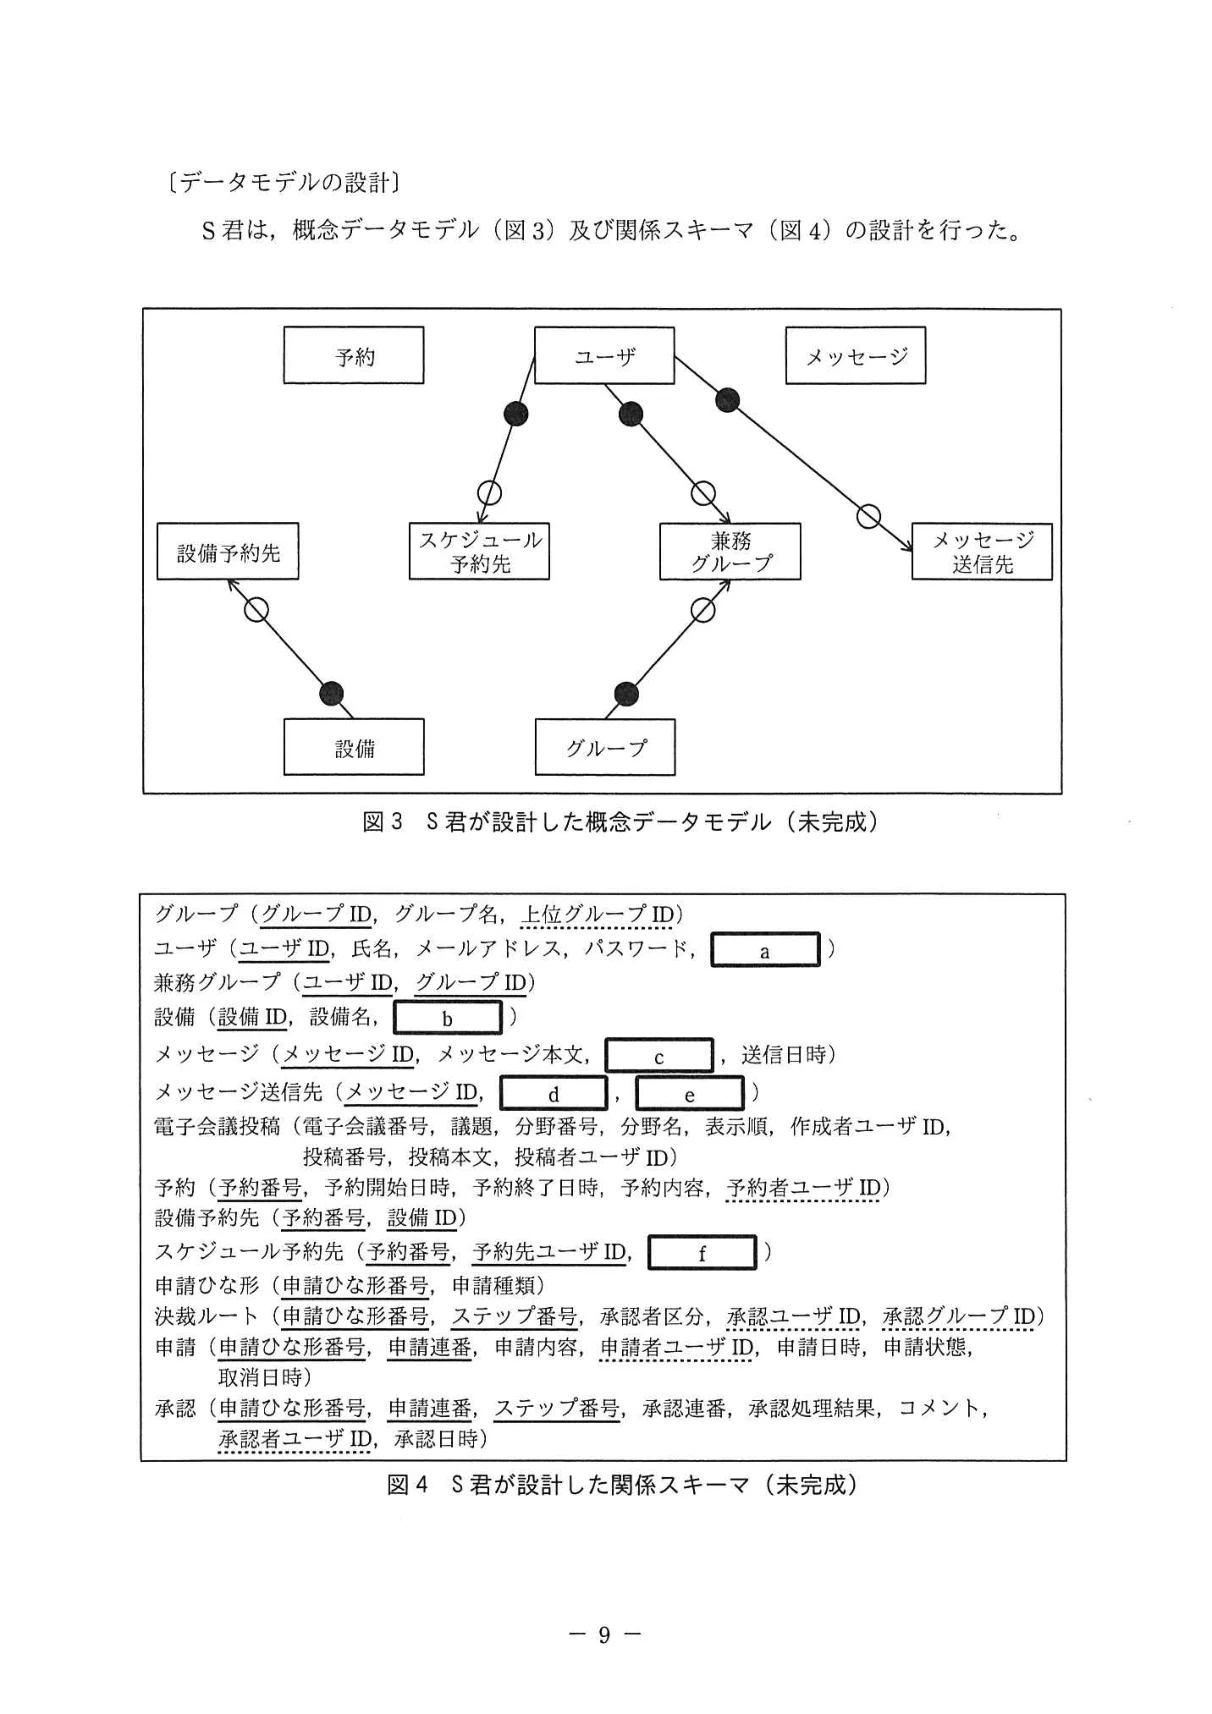 〔データモデルの設計〕
S君は，概念データモデル（図3）及び関係スキーマ（図4）の設計を行った。
予約
ユーザ
メッセージ
設備予約先
スケジュール
予約先
兼務
グループ
メッセージ
送信先
設備
グループ
図3　S君が設計した概念データモデル（未完成）
グループ（グループID，グループ名，上位グループID）
ユーザ（ユーザID，氏名，メールアドレス，パスワード， a ）
兼務グループ（ユーザID，グループID）
設備（設備ID，設備名， b ）
メッセージ（メッセージID，メッセージ本文， c ，送信日時）
メッセージ送信先（メッセージID， d ， e ）
電子会議投稿（電子会議番号，議題，分野番号，分野名，表示順，作成者ユーザID，
投稿番号，投稿本文，投稿者ユーザID）
予約（予約番号，予約開始日時，予約終了日時，予約内容，予約者ユーザID）
設備予約先（予約番号，設備ID）
スケジュール予約先（予約番号，予約先ユーザID， f ）
申請ひな形（申請ひな形番号，申請種類）
決裁ルート（申請ひな形番号，ステップ番号，承認者区分，承認ユーザID，承認グループID）
申請（申請ひな形番号，申請連番，申請内容，申請者ユーザID，申請日時，申請状態，
取消日時）
承認（申請ひな形番号，申請連番，ステップ番号，承認連番，承認処理結果，コメント，
承認者ユーザID，承認日時）
図4　S君が設計した関係スキーマ（未完成）
－ 9 －